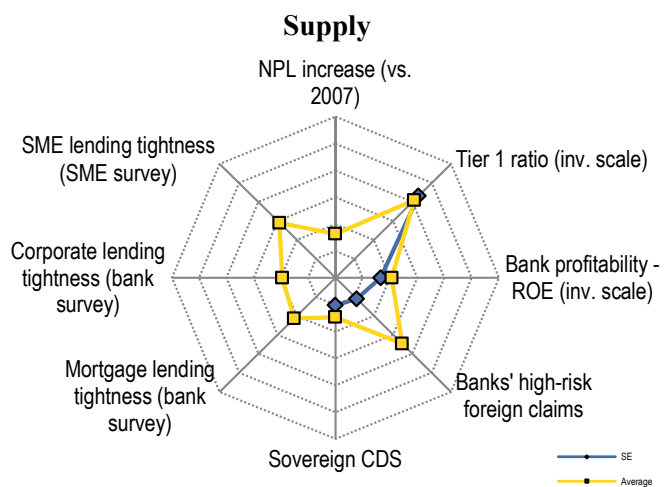 Supply
NPL increase (vs.
2007)
SME lending tightness
(SME survey)
Tier 1 ratio (inv. scale)
Corporate lending
tightness (bank
survey)
Bank profitability -
ROE (inv. scale)
Mortgage lending
tightness (bank
survey)
Banks' high-risk
foreign claims
Sovereign CDS
SE
Average